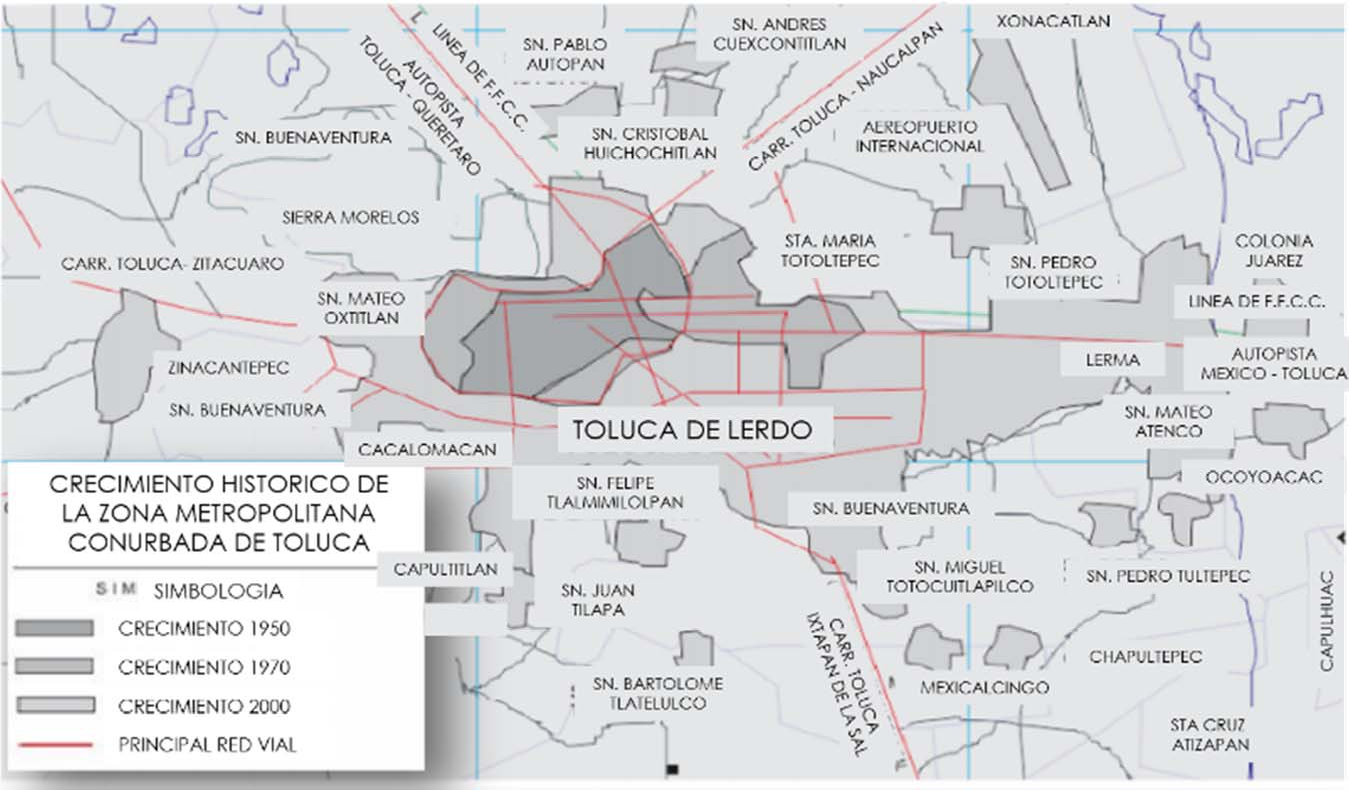 XONACATLAN
SN. ANDRES
CUEXCONTITLAN
SN. PABLO
AUTOPAN
LINEA DE F.F.C.C.
AUTOPISTA
TOLUCA - QUERETARO
CARR. TOLUCA - NAUCALPAN
SN. BUENAVENTURA
SN. CRISTOBAL
HUICHOCHITLAN
AEREOPUERTO
INTERNACIONAL
SIERRA MORELOS
CARR. TOLUCA- ZITACUARO
STA. MARIA
TOTOLTEPEC
SN. PEDRO
TOTOLTEPEC
COLONIA
JUAREZ
SN. MATEO
OXTITLAN
LINEA DE F.F.C.C.
ZINACANTEPEC
LERMA
AUTOPISTA
MEXICO - TOLUCA
SN. BUENAVENTURA
SN. MATEO
ATENCO
TOLUCA DE LERDO
CACALOMACAN
OCOYOACAC
SN. FELIPE
TLALMIMILOLPAN
SN. BUENAVENTURA
CAPULTITLAN
SN. JUAN
TILAPA
SN. MIGUEL
TOTOCUITLAPILCO
SN. PEDRO TULTEPEC
CAPULHUAC
CARR. TOLUCA
IXTAPAN DE LA SAL
CHAPULTEPEC
SN. BARTOLOME
TLATELULCO
MEXICALCINGO
STA CRUZ
ATIZAPAN
CRECIMIENTO HISTORICO DE
LA ZONA METROPOLITANA
CONURBADA DE TOLUCA
SIM SIMBOLOGIA
CRECIMIENTO 1950
CRECIMIENTO 1970
CRECIMIENTO 2000
PRINCIPAL RED VIAL